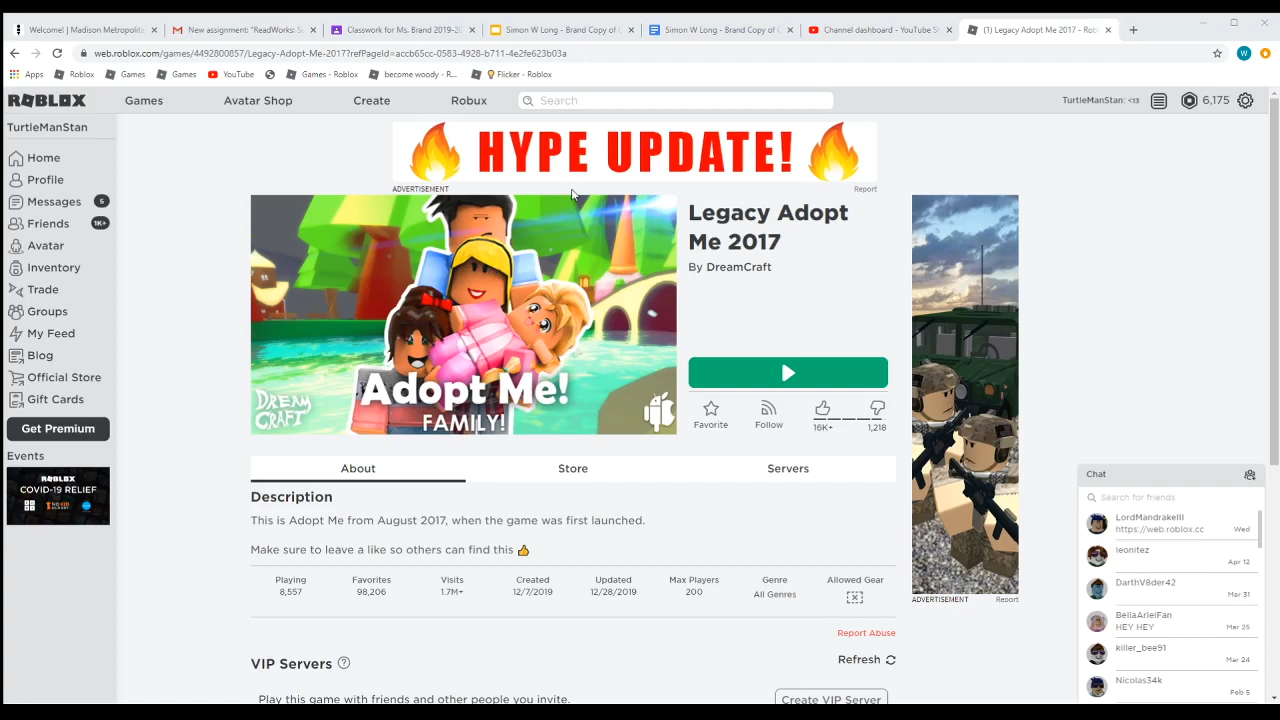 Welcome! | Madison Metropolit
New assignment: "ReadWorks: S
Classwork for Ms. Brand 2019-20
Simon W Long - Brand Copy of
Simon W Long - Brand Copy of
Channel dashboard - YouTube S
(1) Legacy Adopt Me 2017 - Rob
web.roblox.com/games/4492800857/Legacy-Adopt-Me-2017?refPageId=accb65cc-0583-4928-b711-4e2fe623b03a
W
Apps
Roblox
Games
Games
YouTube
Games - Roblox
become woody - R...
Flicker - Roblox
ROBLOX
Games
Avatar Shop
Create
Robux
Search
TurtleManStan: <13
6,175
TurtleManStan
Home
Profile
Messages
5
Friends
1K+
Avatar
Inventory
Trade
Groups
My Feed
Blog
Official Store
Gift Cards
Get Premium
Events
ROBLOX
COVID-19 RELIEF
HYPE UPDATE!
ADVERTISEMENT
Report
DREAM
CRAFT
Adopt Me!
FAMILY!
Legacy Adopt
Me 2017
By DreamCraft
Favorite
Follow
16K+
1,218
About
Store
Servers
Description
This is Adopt Me from August 2017, when the game was first launched.
Make sure to leave a like so others can find this 👍
Playing
8,557
Favorites
98,206
Visits
1.7M+
Created
12/7/2019
Updated
12/28/2019
Max Players
200
Genre
All Genres
Allowed Gear
Report Abuse
VIP Servers
Refresh
Play this game with friends and other people you invite.
Create VIP Server
ADVERTISEMENT
Report
Chat
Search for friends
LordMandrakeIII
https://web.roblox.cc
Wed
leonitez
Apr 12
DarthV8der42
Mar 31
BellaArielFan
HEY HEY
Mar 25
killer_bee91
Mar 24
Nicolas34k
Feb 5